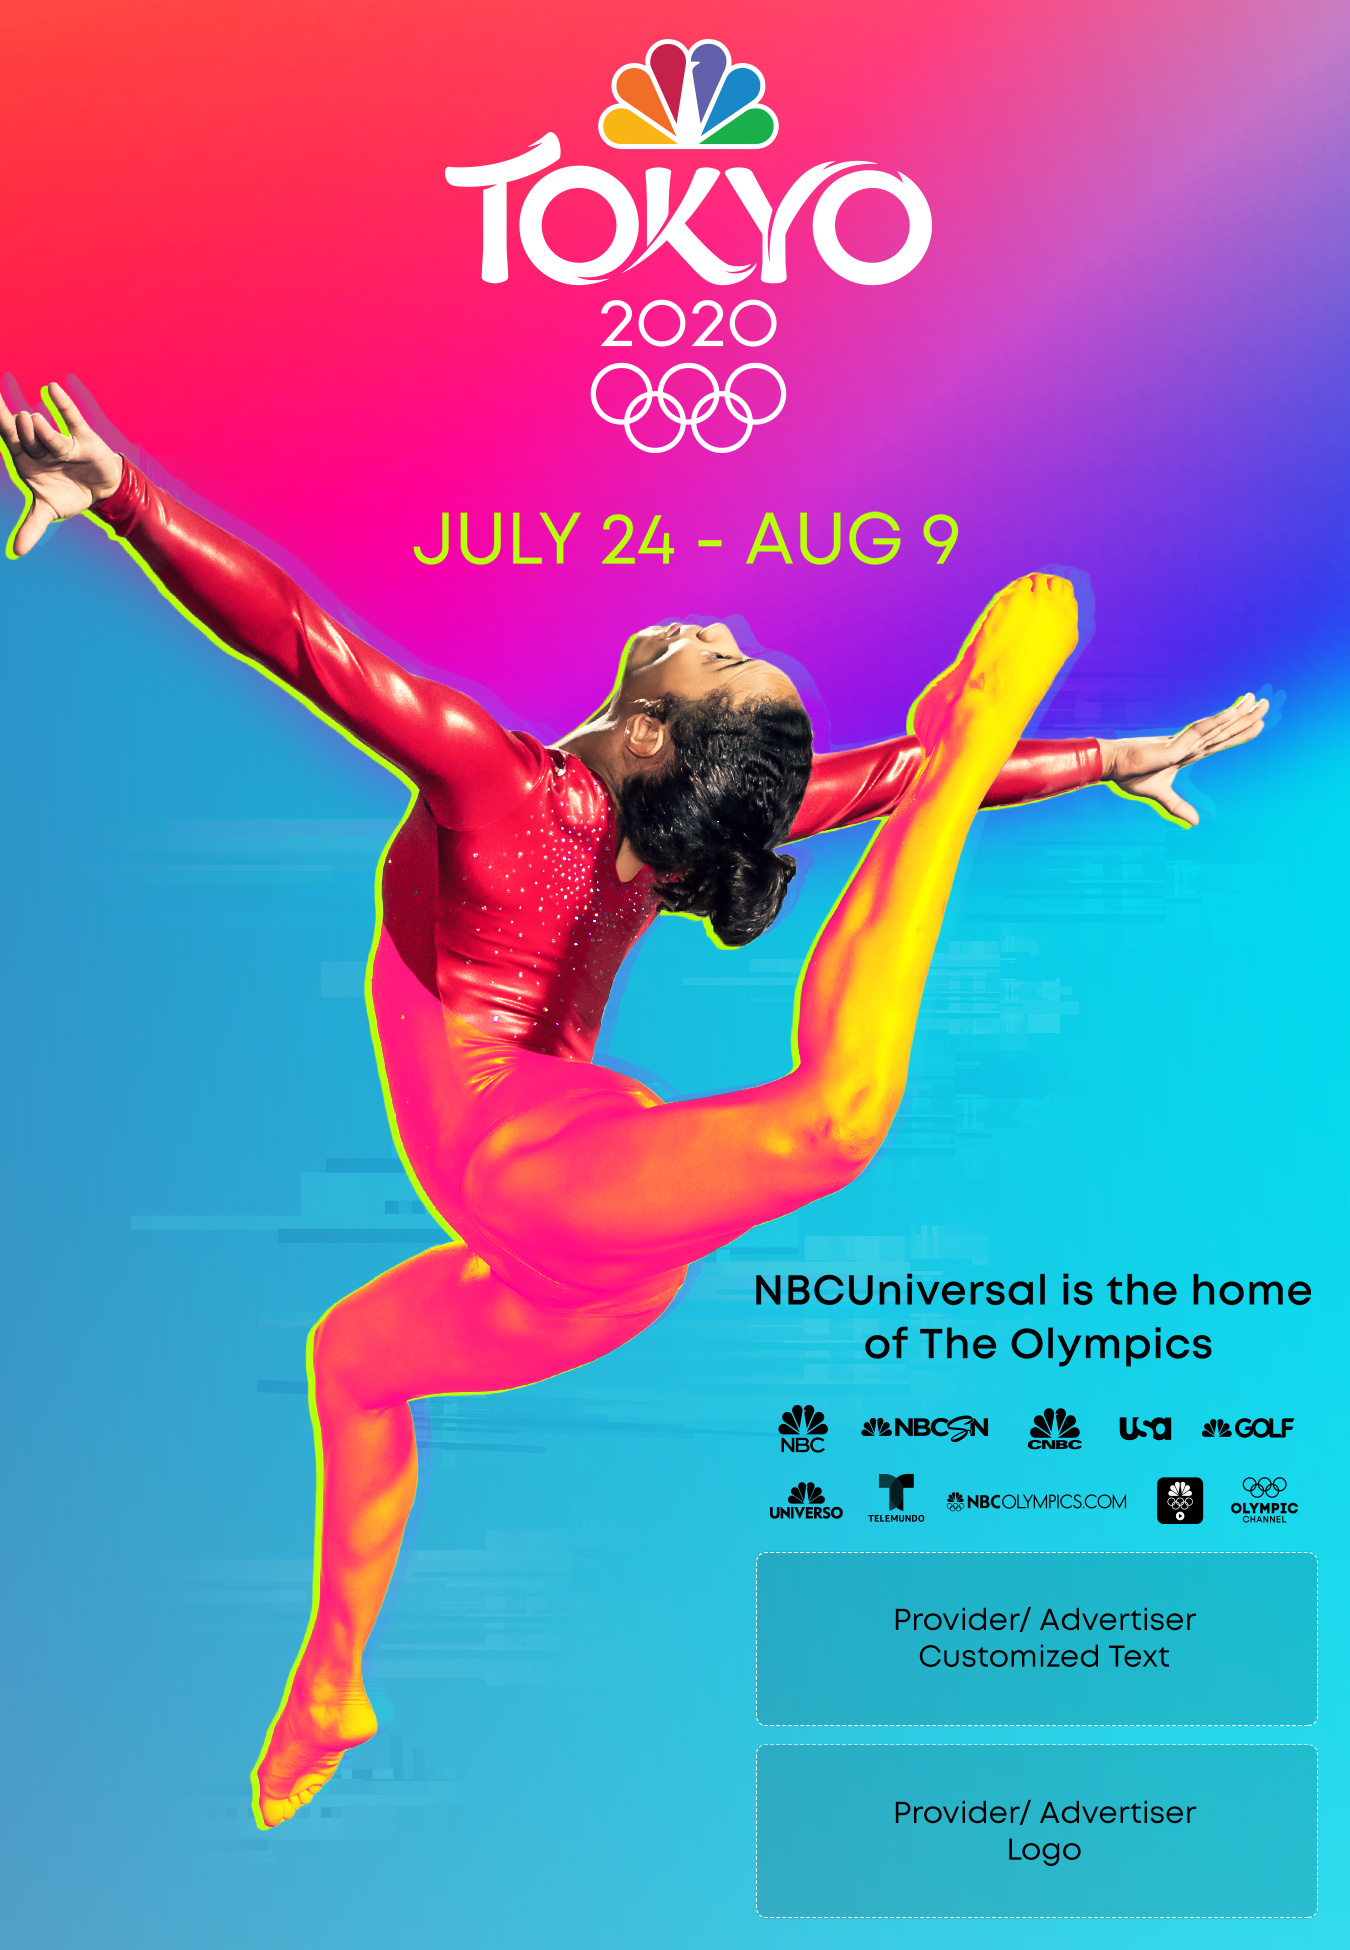 TOKYO
2020
JULY 24 - AUG 9
NBCUniversal is the home
of The Olympics
NBC
NBCSN
CNBC
usa
GOLF
UNIVERSO
TELEMUNDO
NBCOLYMPICS.COM
OLYMPIC
CHANNEL
Provider/ Advertiser
Customized Text
Provider/ Advertiser
Logo